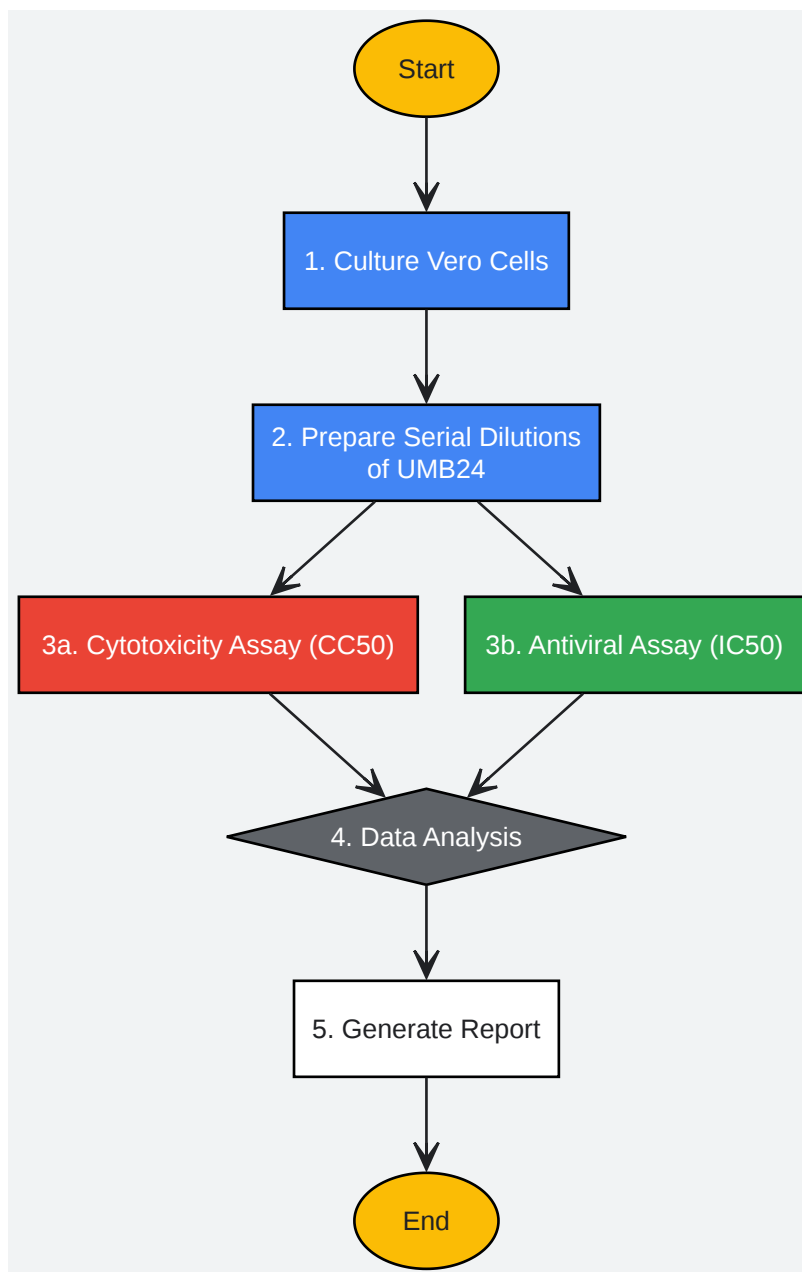 Start
1. Culture Vero Cells
2. Prepare Serial Dilutions
of UMB24
3a. Cytotoxicity Assay (CC50)
3b. Antiviral Assay (IC50)
4. Data Analysis
5. Generate Report
End